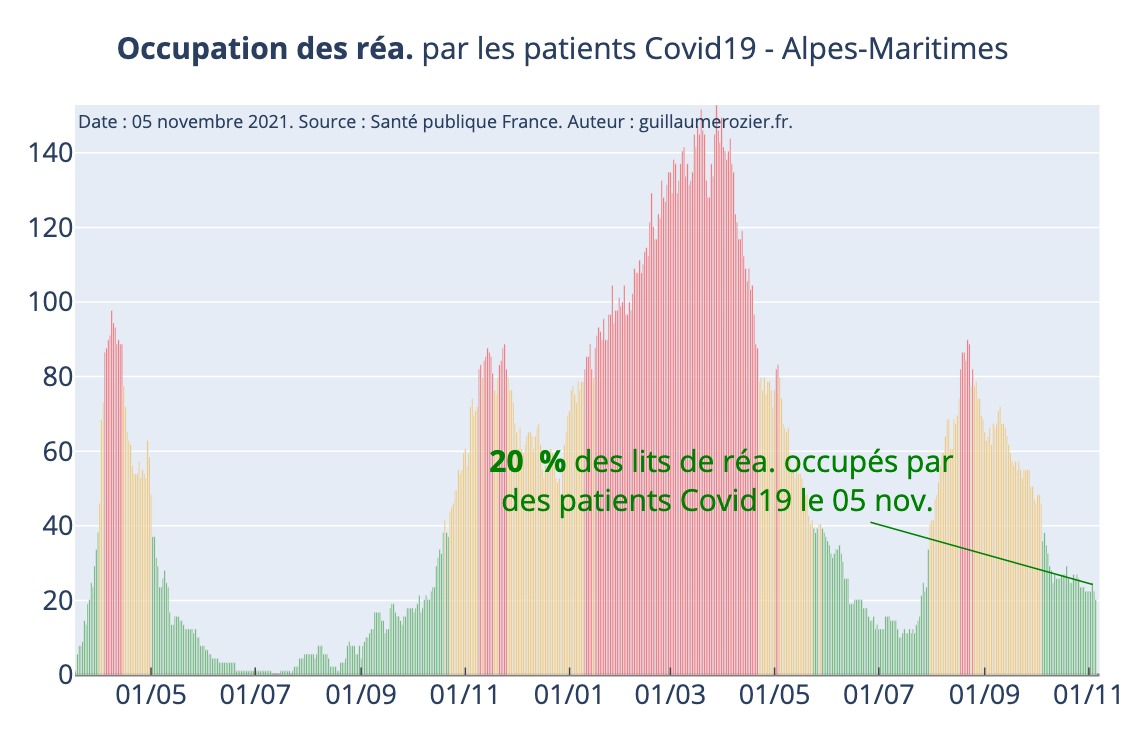 Occupation des réa. par les patients Covid19 - Alpes-Maritimes
Date : 05 novembre 2021. Source : Santé publique France. Auteur : guillaumerozier.fr.
140
120
100
80
60
40
20
0
20 % des lits de réa. occupés par
des patients Covid19 le 05 nov.
01/05 01/07 01/09 01/11 01/01 01/03 01/05 01/07 01/09 01/11